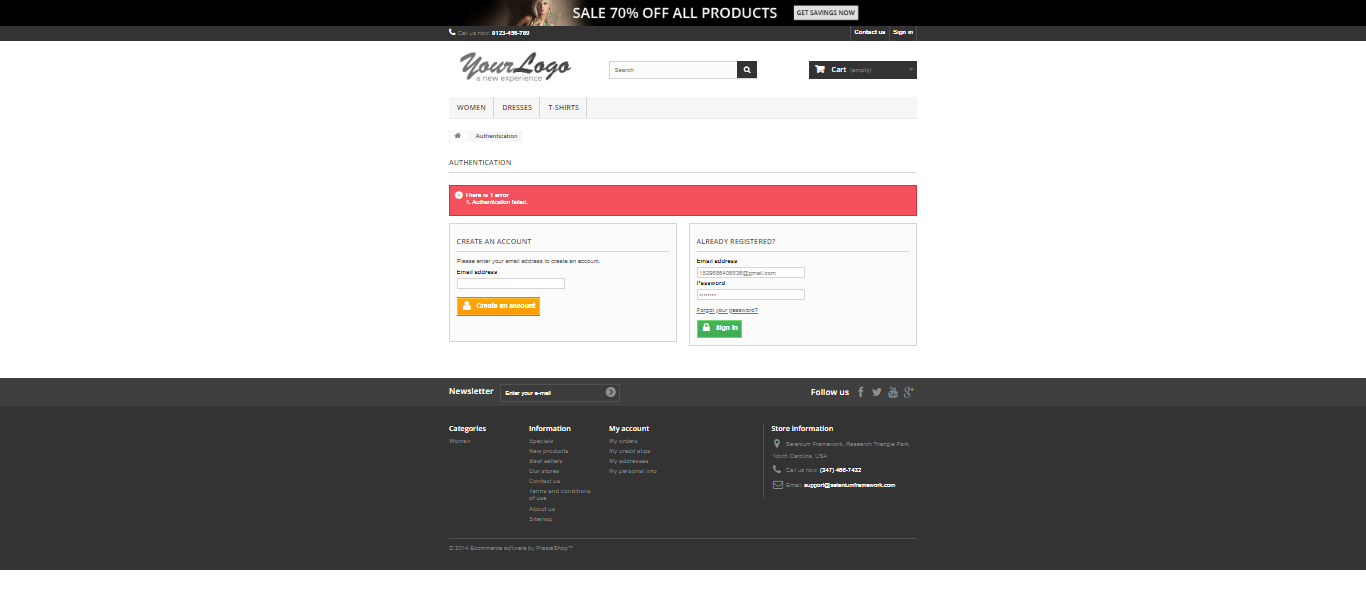 SALE 70% OFF ALL PRODUCTS GET SAVINGS NOW
Call us now: 0123-456-789 Contact us Sign in
YourLogo
a new experience
Search
Cart (empty)
WOMEN DRESSES T-SHIRTS
Authentication
AUTHENTICATION
There is 1 error
1. Authentication failed.
CREATE AN ACCOUNT
Please enter your email address to create an account.
Email address
Create an account
ALREADY REGISTERED?
Email address
@gmail.com
Password
Forgot your password?
Sign in
Newsletter Enter your e-mail Follow us
Categories
Women
Information
Specials
New products
Best sellers
Our stores
Contact us
Terms and conditions
of use
About us
Sitemap
My account
My orders
My credit slips
My addresses
My personal info
Store information
Selenium Framework, Research Triangle Park,
North Carolina, USA
Call us now: (347) 466-7432
Email: support@seleniumframework.com
© 2014 Ecommerce software by PrestaShop™